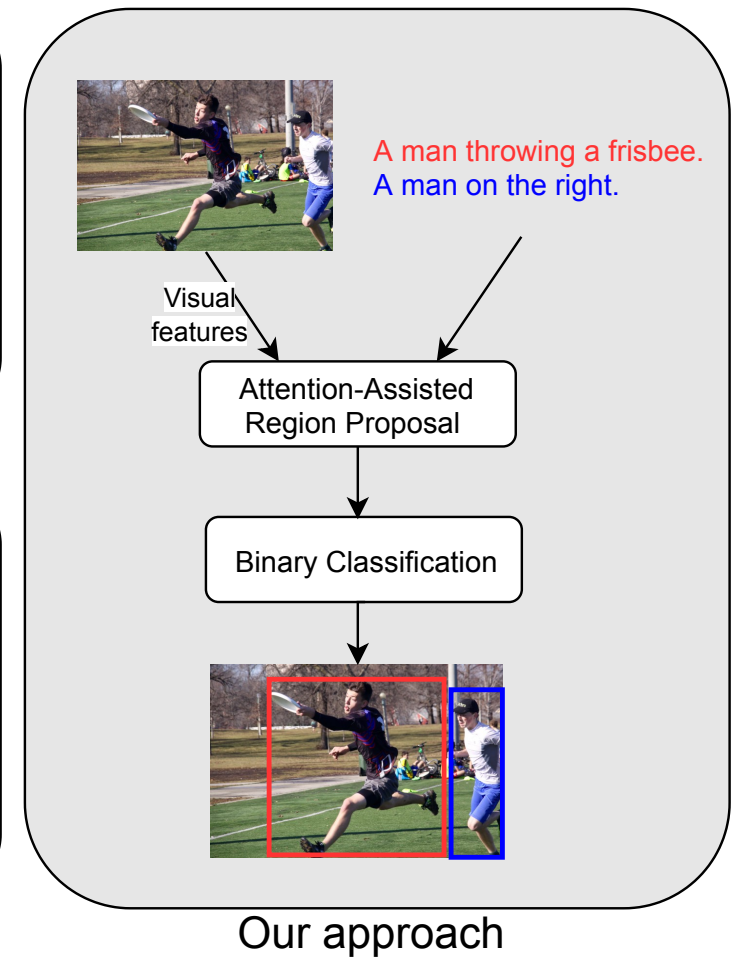 A man throwing a frisbee.
A man on the right.
Visual
features
Attention-Assisted
Region Proposal
Binary Classification
Our approach